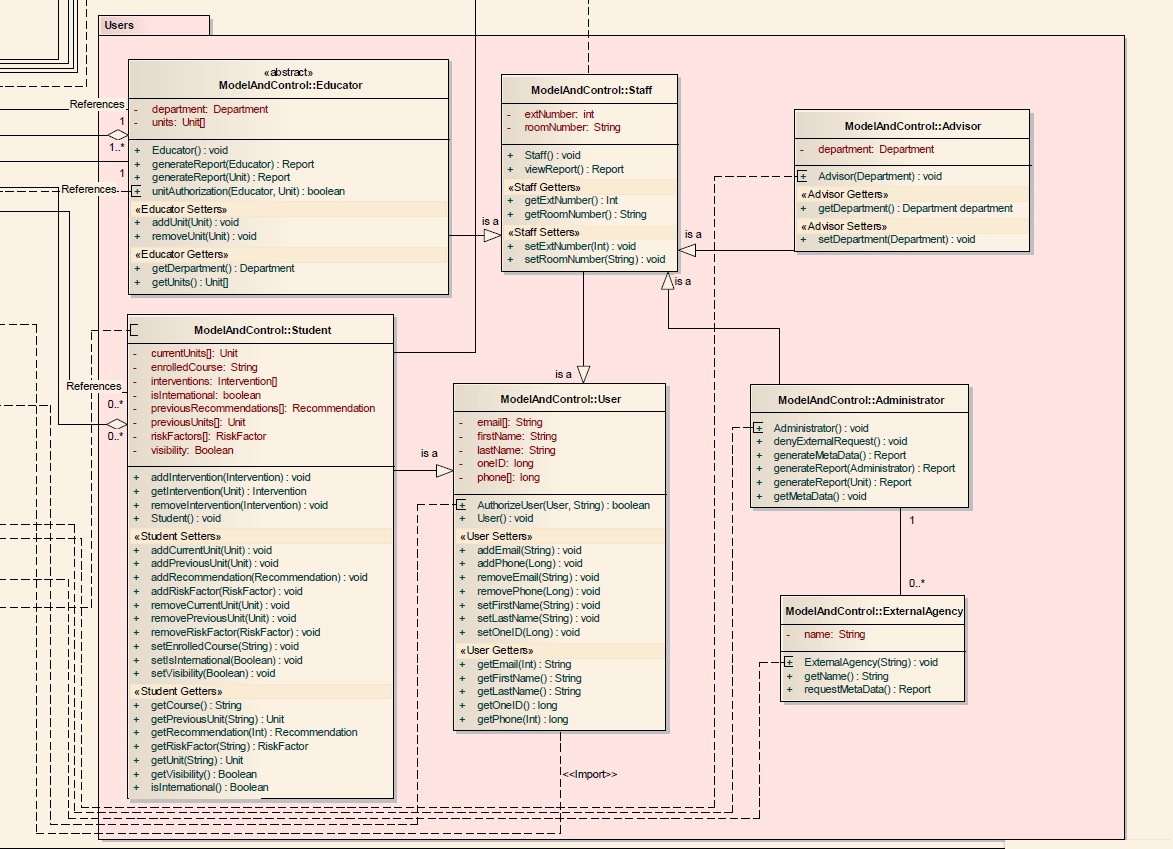 Users
«abstract»
ModelAndControl::Educator
- department: Department
- units: Unit[]
+ Educator() : void
+ generateReport(Educator) : Report
+ generateReport(Unit) : Report
+ unitAuthorization(Educator, Unit) : boolean
«Educator Setters»
+ addUnit(Unit) : void
+ removeUnit(Unit) : void
«Educator Getters»
+ getDerpartment() : Department
+ getUnits() : Unit[]
References
1
1..*
1
References
is a
ModelAndControl::Staff
- extNumber: int
- roomNumber: String
+ Staff() : void
+ viewReport() : Report
«Staff Getters»
+ getExtNumber() : Int
+ getRoomNumber() : String
«Staff Setters»
+ setExtNumber(Int) : void
+ setRoomNumber(String) : void
is a
is a
is a
ModelAndControl::Advisor
- department: Department
+ Advisor(Department) : void
«Advisor Getters»
+ getDepartment() : Department department
«Advisor Setters»
+ setDepartment(Department) : void
ModelAndControl::Student
- currentUnits[]: Unit
- enrolledCourse: String
- interventions: Intervention[]
- isInternational: boolean
- previousRecommendations[]: Recommendation
- previousUnits[]: Unit
- riskFactors[]: RiskFactor
- visibility: Boolean
+ addIntervention(Intervention) : void
+ getIntervention(Unit) : Intervention
+ removeIntervention(Intervention) : void
+ Student() : void
«Student Setters»
+ addCurrentUnit(Unit) : void
+ addPreviousUnit(Unit) : void
+ addRecommendation(Recommendation) : void
+ addRiskFactor(RiskFactor) : void
+ removeCurrentUnit(Unit) : void
+ removePreviousUnit(Unit) : void
+ removeRiskFactor(RiskFactor) : void
+ setEnrolledCourse(String) : void
+ setIsInternational(Boolean) : void
+ setVisibility(Boolean) : void
«Student Getters»
+ getCourse() : String
+ getPreviousUnit(String) : Unit
+ getRecommendation(Int) : Recommendation
+ getRiskFactor(String) : RiskFactor
+ getUnit(String) : Unit
+ getVisibility() : Boolean
+ isInternational() : Boolean
References
0..*
0..*
is a
ModelAndControl::User
- email[]: String
- firstName: String
- lastName: String
- oneID: long
- phone[]: long
+ AuthorizeUser(User, String) : boolean
+ User() : void
«User Setters»
+ addEmail(String) : void
+ addPhone(Long) : void
+ removeEmail(String) : void
+ removePhone(Long) : void
+ setFirstName(String) : void
+ setLastName(String) : void
+ setOneID(Long) : void
«User Getters»
+ getEmail(Int) : String
+ getFirstName() : String
+ getLastName() : String
+ getOneID() : long
+ getPhone(Int) : long
<<Import>>
ModelAndControl::Administrator
+ Administrator() : void
+ denyExternalRequest() : void
+ generateMetaData() : Report
+ generateReport(Administrator) : Report
+ generateReport(Unit) : Report
+ getMetaData() : void
1
0..*
ModelAndControl::ExternalAgency
- name: String
+ ExternalAgency(String) : void
+ getName() : String
+ requestMetaData() : Report